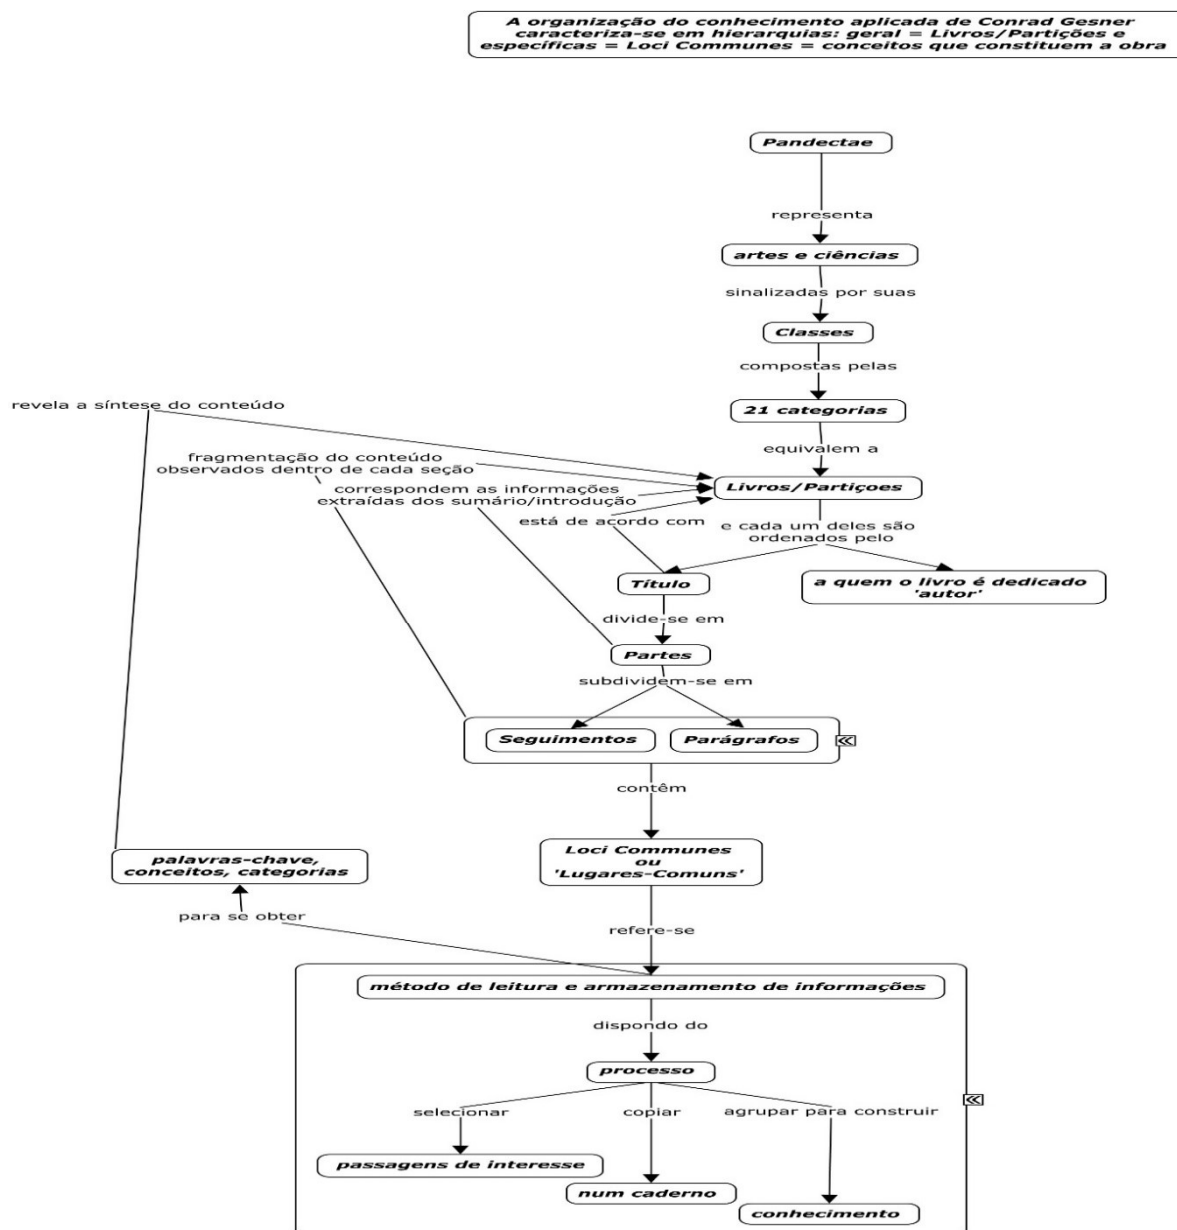 A organização do conhecimento aplicada de Conrad Gesner
caracteriza-se em hierarquias: geral = Livros/Partições e
específicas = Loci Communes = conceitos que constituem a obra
Pandectae
representa
artes e ciências
sinalizadas por suas
Classes
compostas pelas
21 categorias
equivalem a
revela a síntese do conteúdo
fragmentação do conteúdo
observados dentro de cada seção
correspondem as informações
extraídas dos sumário/introdução
está de acordo com
Livros/Partiçoes
e cada um deles são
ordenados pelo
Título
a quem o livro é dedicado
'autor'
divide-se em
Partes
subdividem-se em
Seguimentos
Parágrafos
contêm
Loci Communes
ou
'Lugares-Comuns'
palavras-chave,
conceitos, categorias
para se obter
refere-se
método de leitura e armazenamento de informações
dispondo do
processo
selecionar
copiar
agrupar para construir
passagens de interesse
num caderno
conhecimento